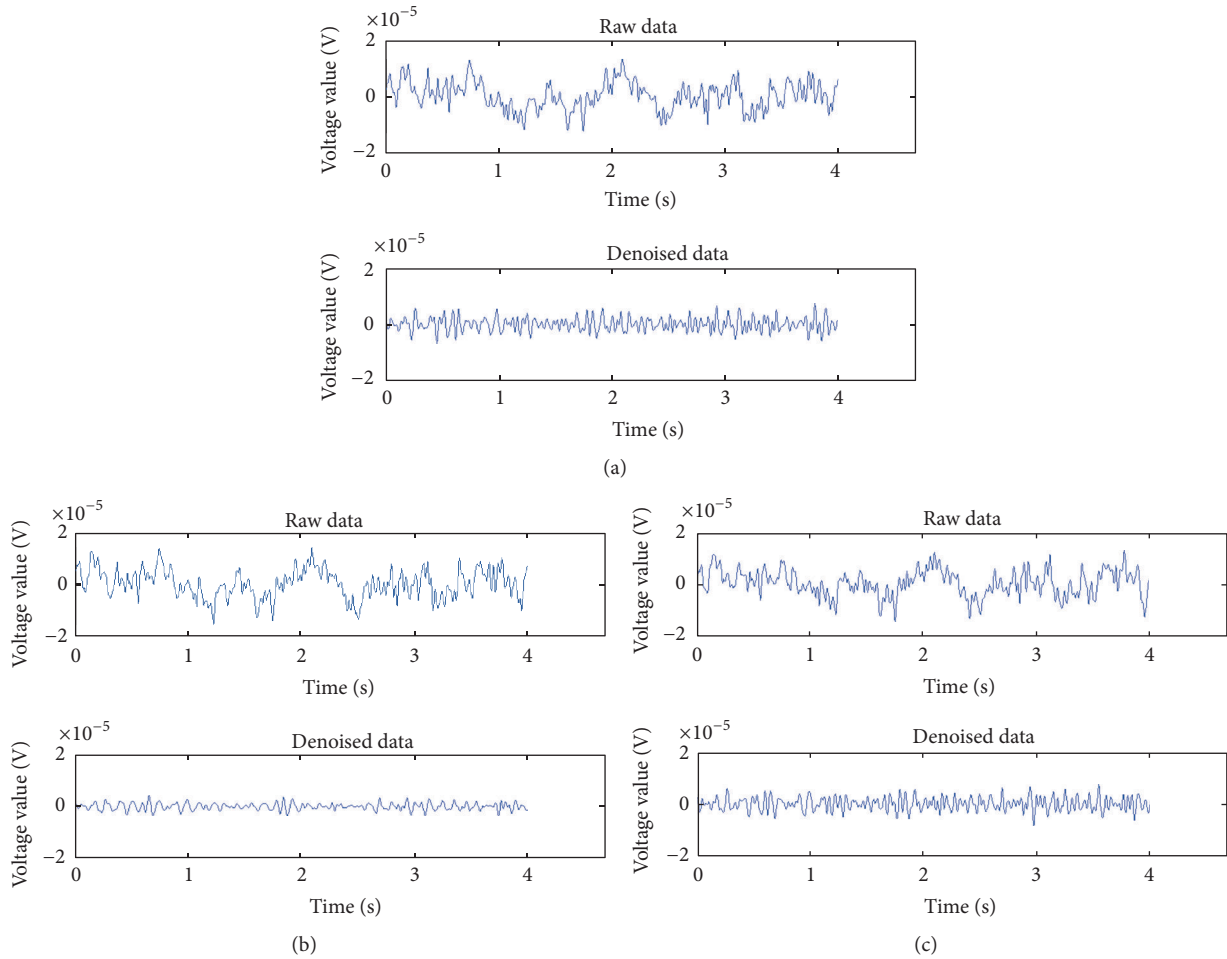 ×10⁻⁵
Raw data
Voltage value (V)
2
0
−2
0 1 2 3 4
Time (s)
×10⁻⁵
Denoised data
Voltage value (V)
2
0
−2
0 1 2 3 4
Time (s)
(a)
×10⁻⁵
Raw data
Voltage value (V)
2
0
−2
0 1 2 3 4
Time (s)
×10⁻⁵
Denoised data
Voltage value (V)
2
0
−2
0 1 2 3 4
Time (s)
(b)
×10⁻⁵
Raw data
Voltage value (V)
2
0
−2
0 1 2 3 4
Time (s)
×10⁻⁵
Denoised data
Voltage value (V)
2
0
−2
0 1 2 3 4
Time (s)
(c)